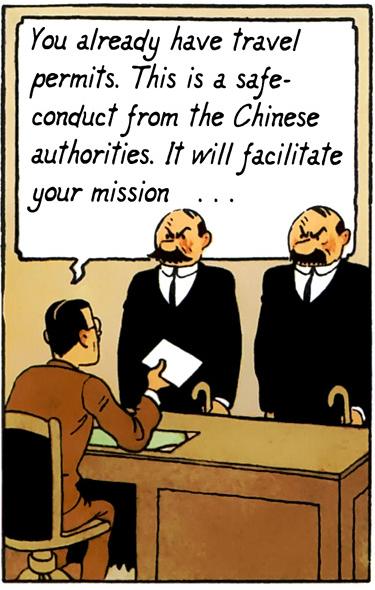 You already have travel
permits. This is a safe-
conduct from the Chinese
authorities. It will facilitate
your mission ...